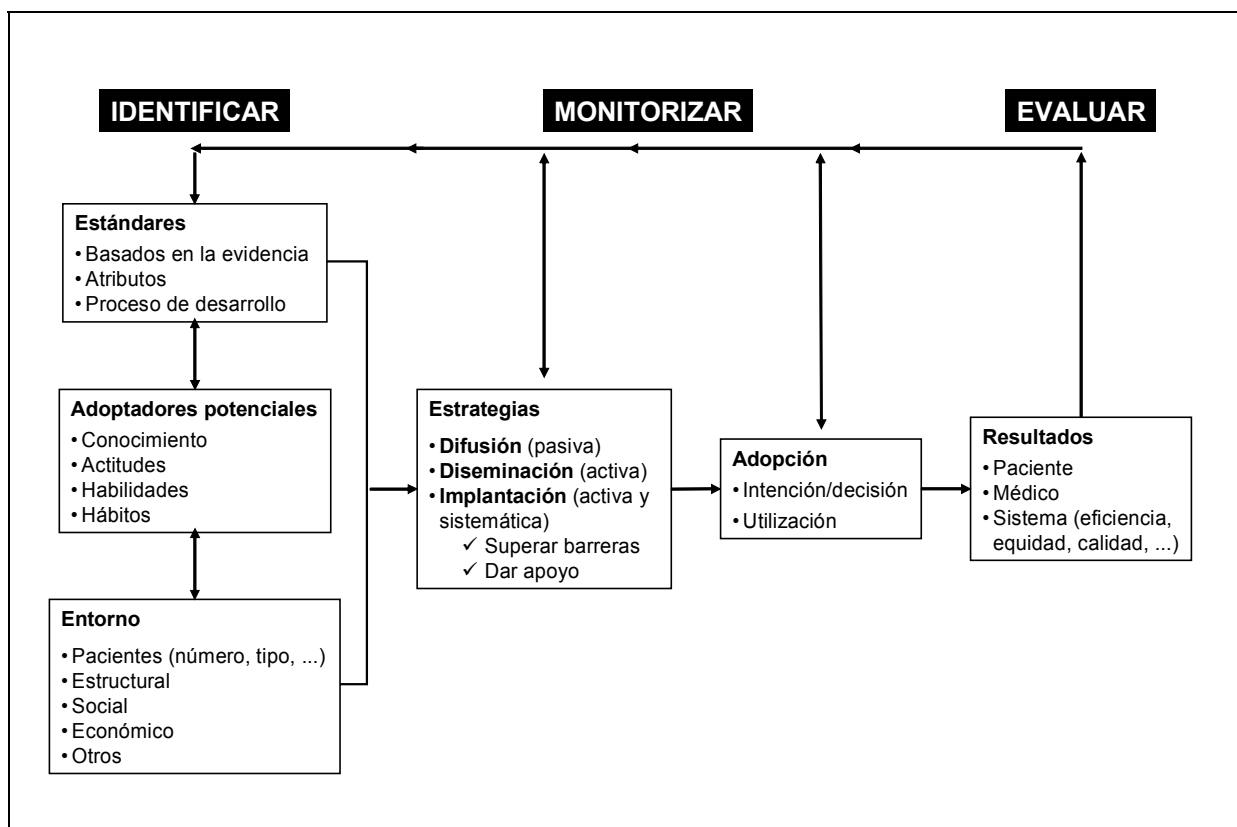 IDENTIFICAR
MONITORIZAR
EVALUAR
Estándares
• Basados en la evidencia
• Atributos
• Proceso de desarrollo
Adoptadores potenciales
• Conocimiento
• Actitudes
• Habilidades
• Hábitos
Entorno
• Pacientes (número, tipo, ...)
• Estructural
• Social
• Económico
• Otros
Estrategias
• Difusión (pasiva)
• Diseminación (activa)
• Implantación (activa y
sistemática)
✓ Superar barreras
✓ Dar apoyo
Adopción
• Intención/decisión
• Utilización
Resultados
• Paciente
• Médico
• Sistema (eficiencia,
equidad, calidad, ...)